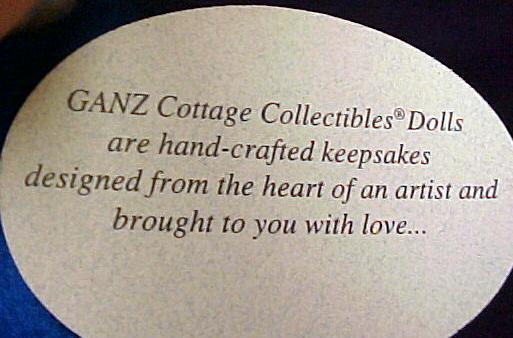 GANZ Cottage Collectibles® Dolls
are hand-crafted keepsakes
designed from the heart of an artist and
brought to you with love...